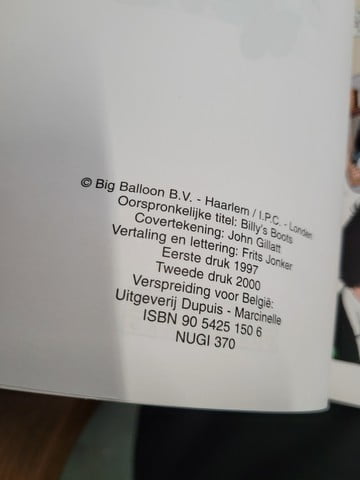 © Big Balloon B.V. - Haarlem / I.P.C. - Londen
Oorspronkelijke titel: Billy's Boots
Covertekening: John Gillatt
Vertaling en lettering: Frits Jonker
Eerste druk 1997
Tweede druk 2000
Verspreiding voor België:
Uitgeverij Dupuis - Marcinelle
ISBN 90 5425 150 6
NUGI 370